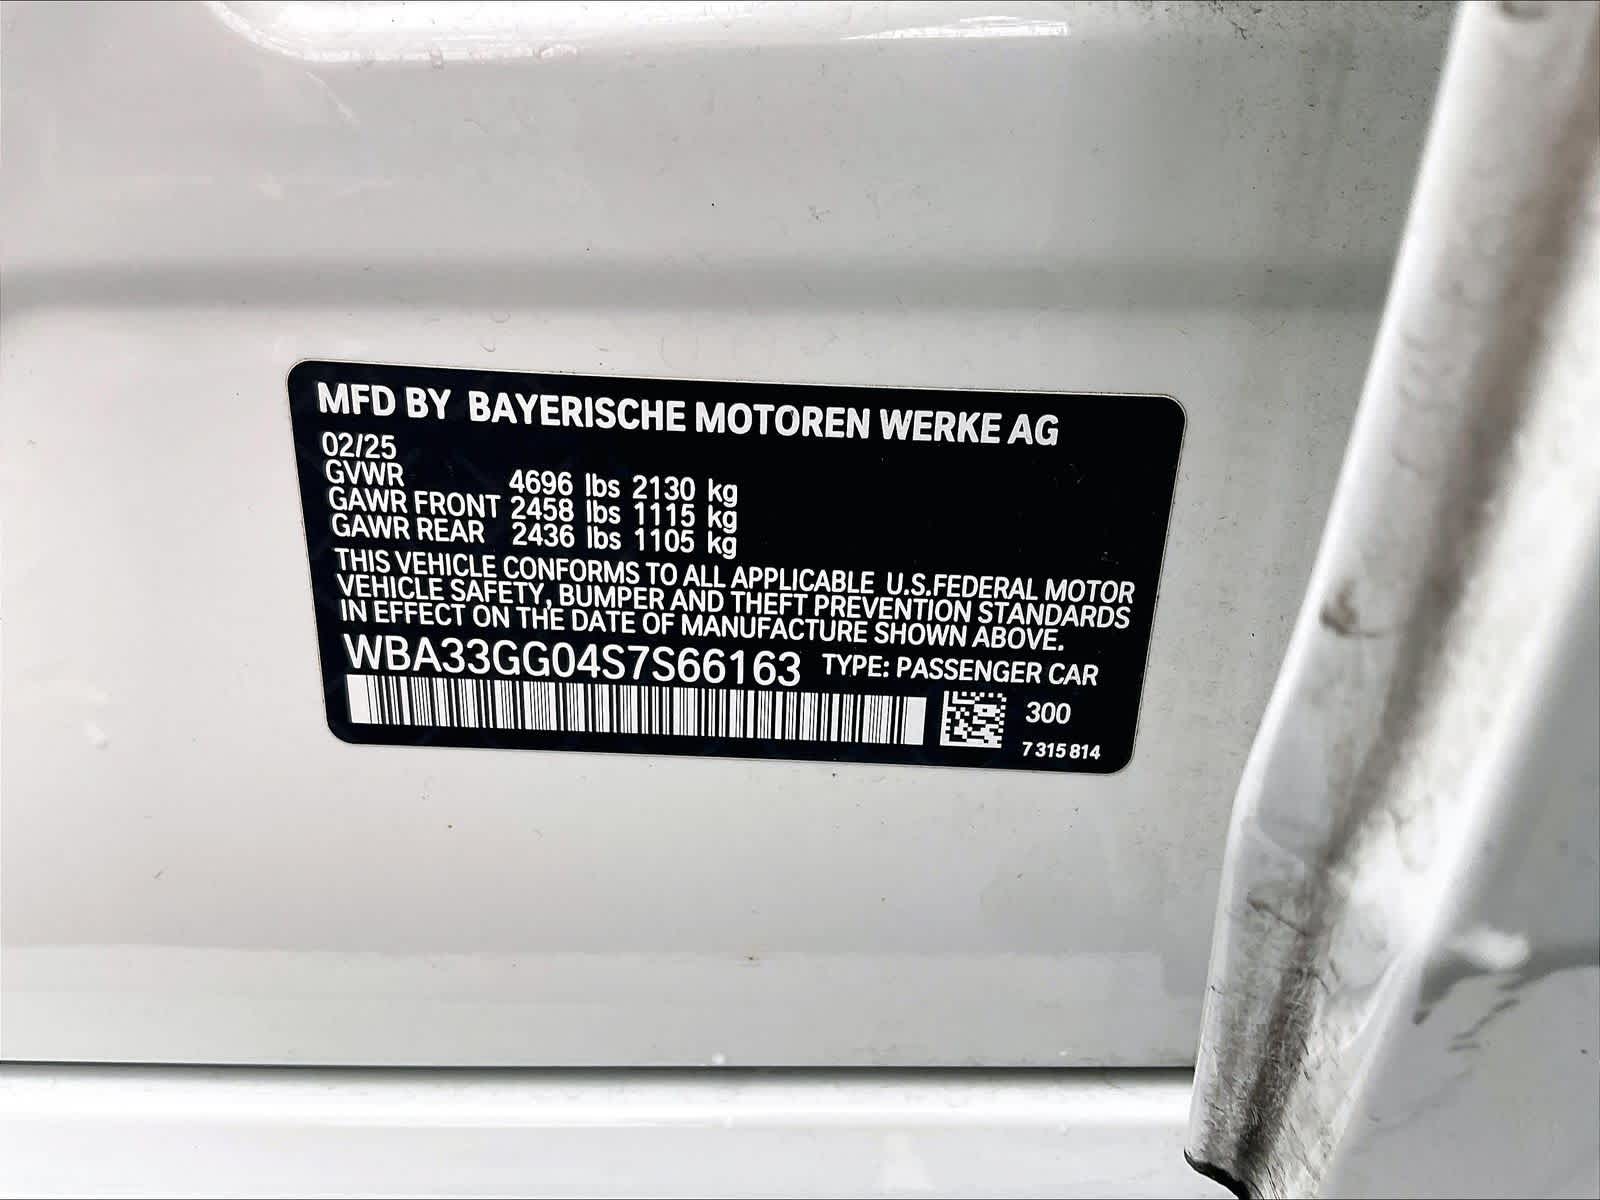 MFD BY BAYERISCHE MOTOREN WERKE AG
02/25
GVWR 4696 lbs 2130 kg
GAWR FRONT 2458 lbs 1115 kg
GAWR REAR 2436 lbs 1105 kg
THIS VEHICLE CONFORMS TO ALL APPLICABLE U.S.FEDERAL MOTOR
VEHICLE SAFETY, BUMPER AND THEFT PREVENTION STANDARDS
IN EFFECT ON THE DATE OF MANUFACTURE SHOWN ABOVE.
WBA33GG04S7S66163 TYPE: PASSENGER CAR
300
7 315 814